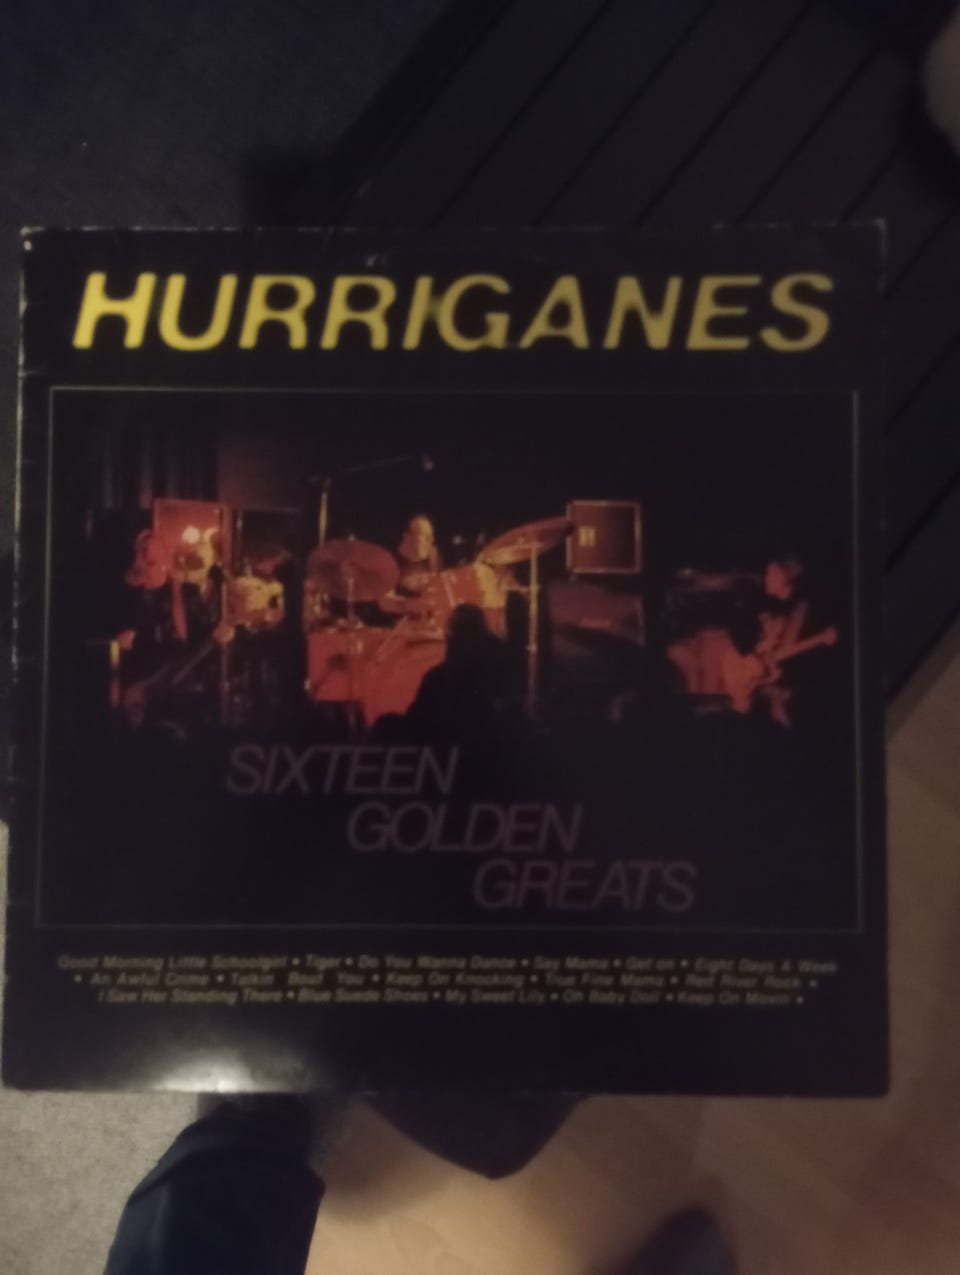 HURRIGANES
SIXTEEN
GOLDEN
GREATS
Good Morning Little Schoolgirl • Tiger • Do You Wanna Dance • Say Mama • Get on • Eight Days A Week
• An Awful Crime • Talkin' Bout You • Keep On Knocking • True Fine Mama • Red River Rock •
I Saw Her Standing There • Blue Suede Shoes • My Sweet Lily • Oh Baby Doll • Keep On Movin' •